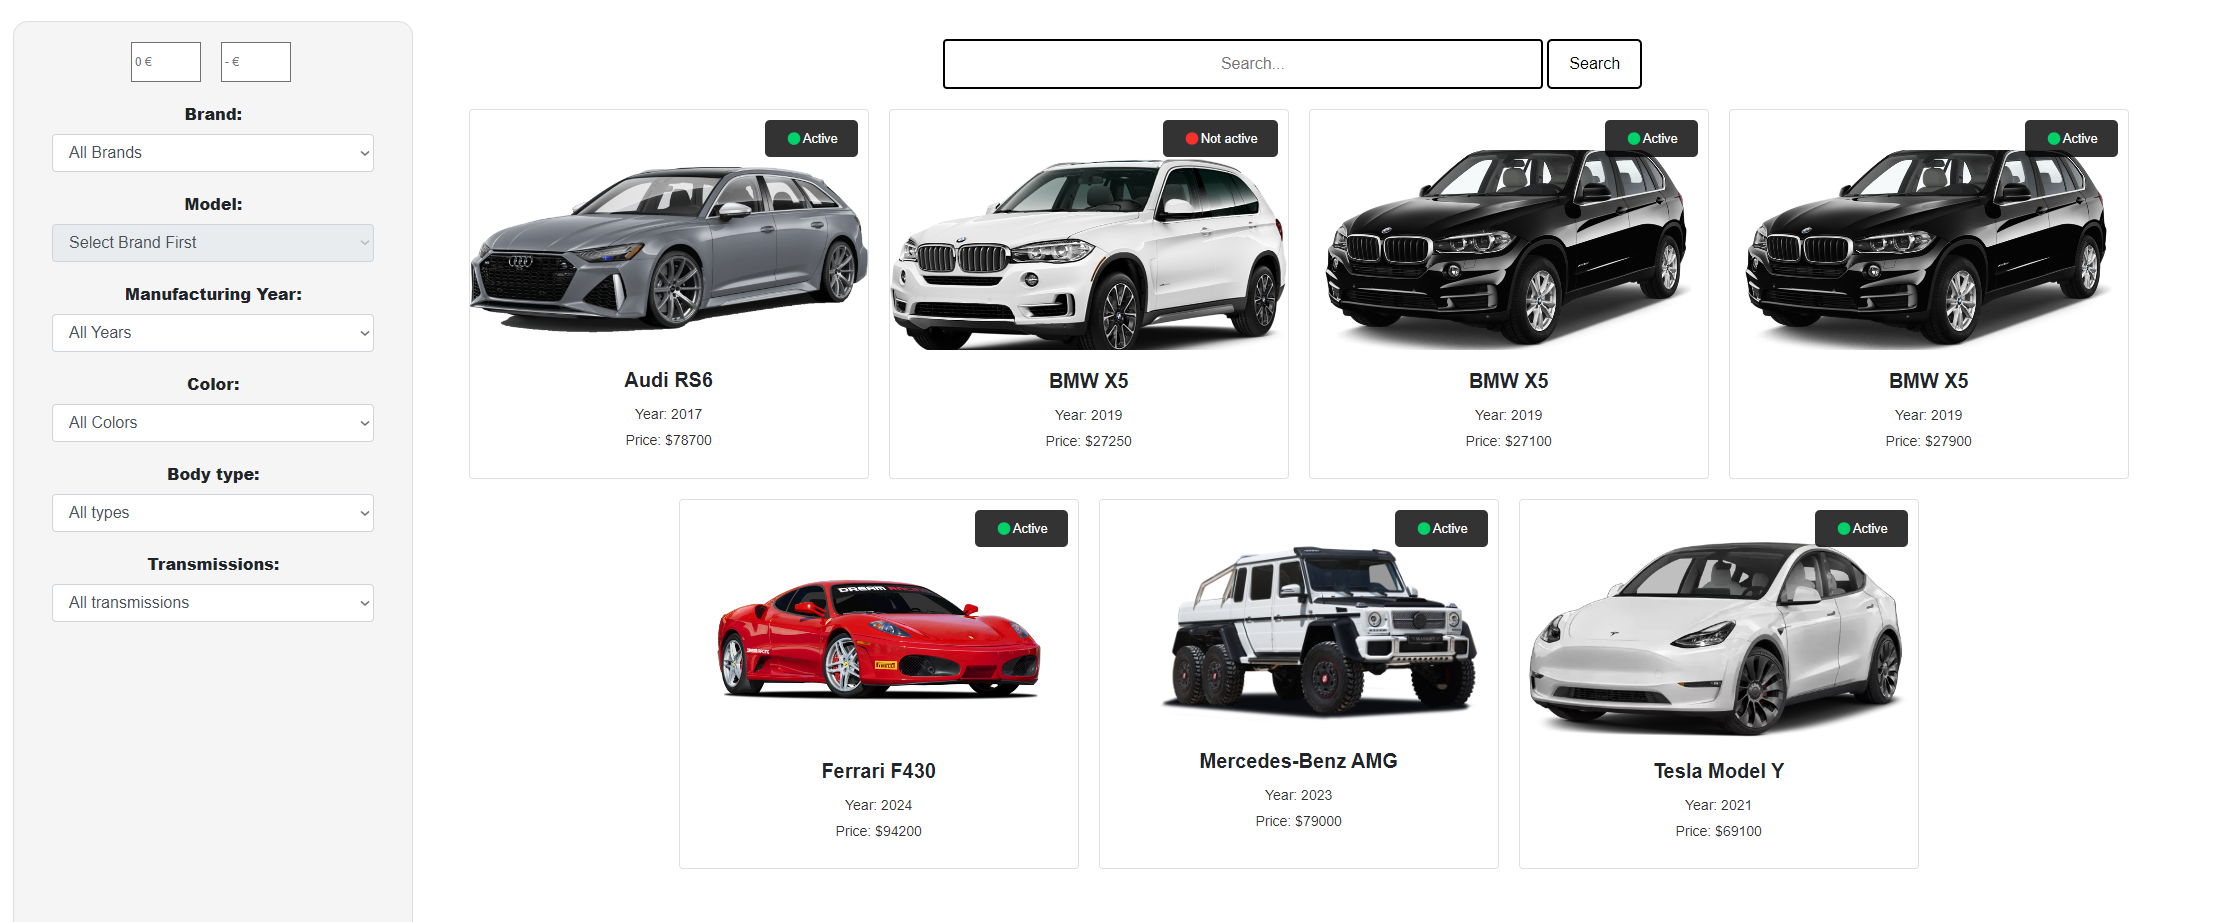 0 €
- €
Brand:
All Brands
Model:
Select Brand First
Manufacturing Year:
All Years
Color:
All Colors
Body type:
All types
Transmissions:
All transmissions
Search...
Search
Active
Audi RS6
Year: 2017
Price: $78700
Not active
BMW X5
Year: 2019
Price: $27250
Active
BMW X5
Year: 2019
Price: $27100
Active
BMW X5
Year: 2019
Price: $27900
Active
DREAM RACING
PIRELLI
Ferrari F430
Year: 2024
Price: $94200
Active
Mercedes-Benz AMG
Year: 2023
Price: $79000
Active
Tesla Model Y
Year: 2021
Price: $69100